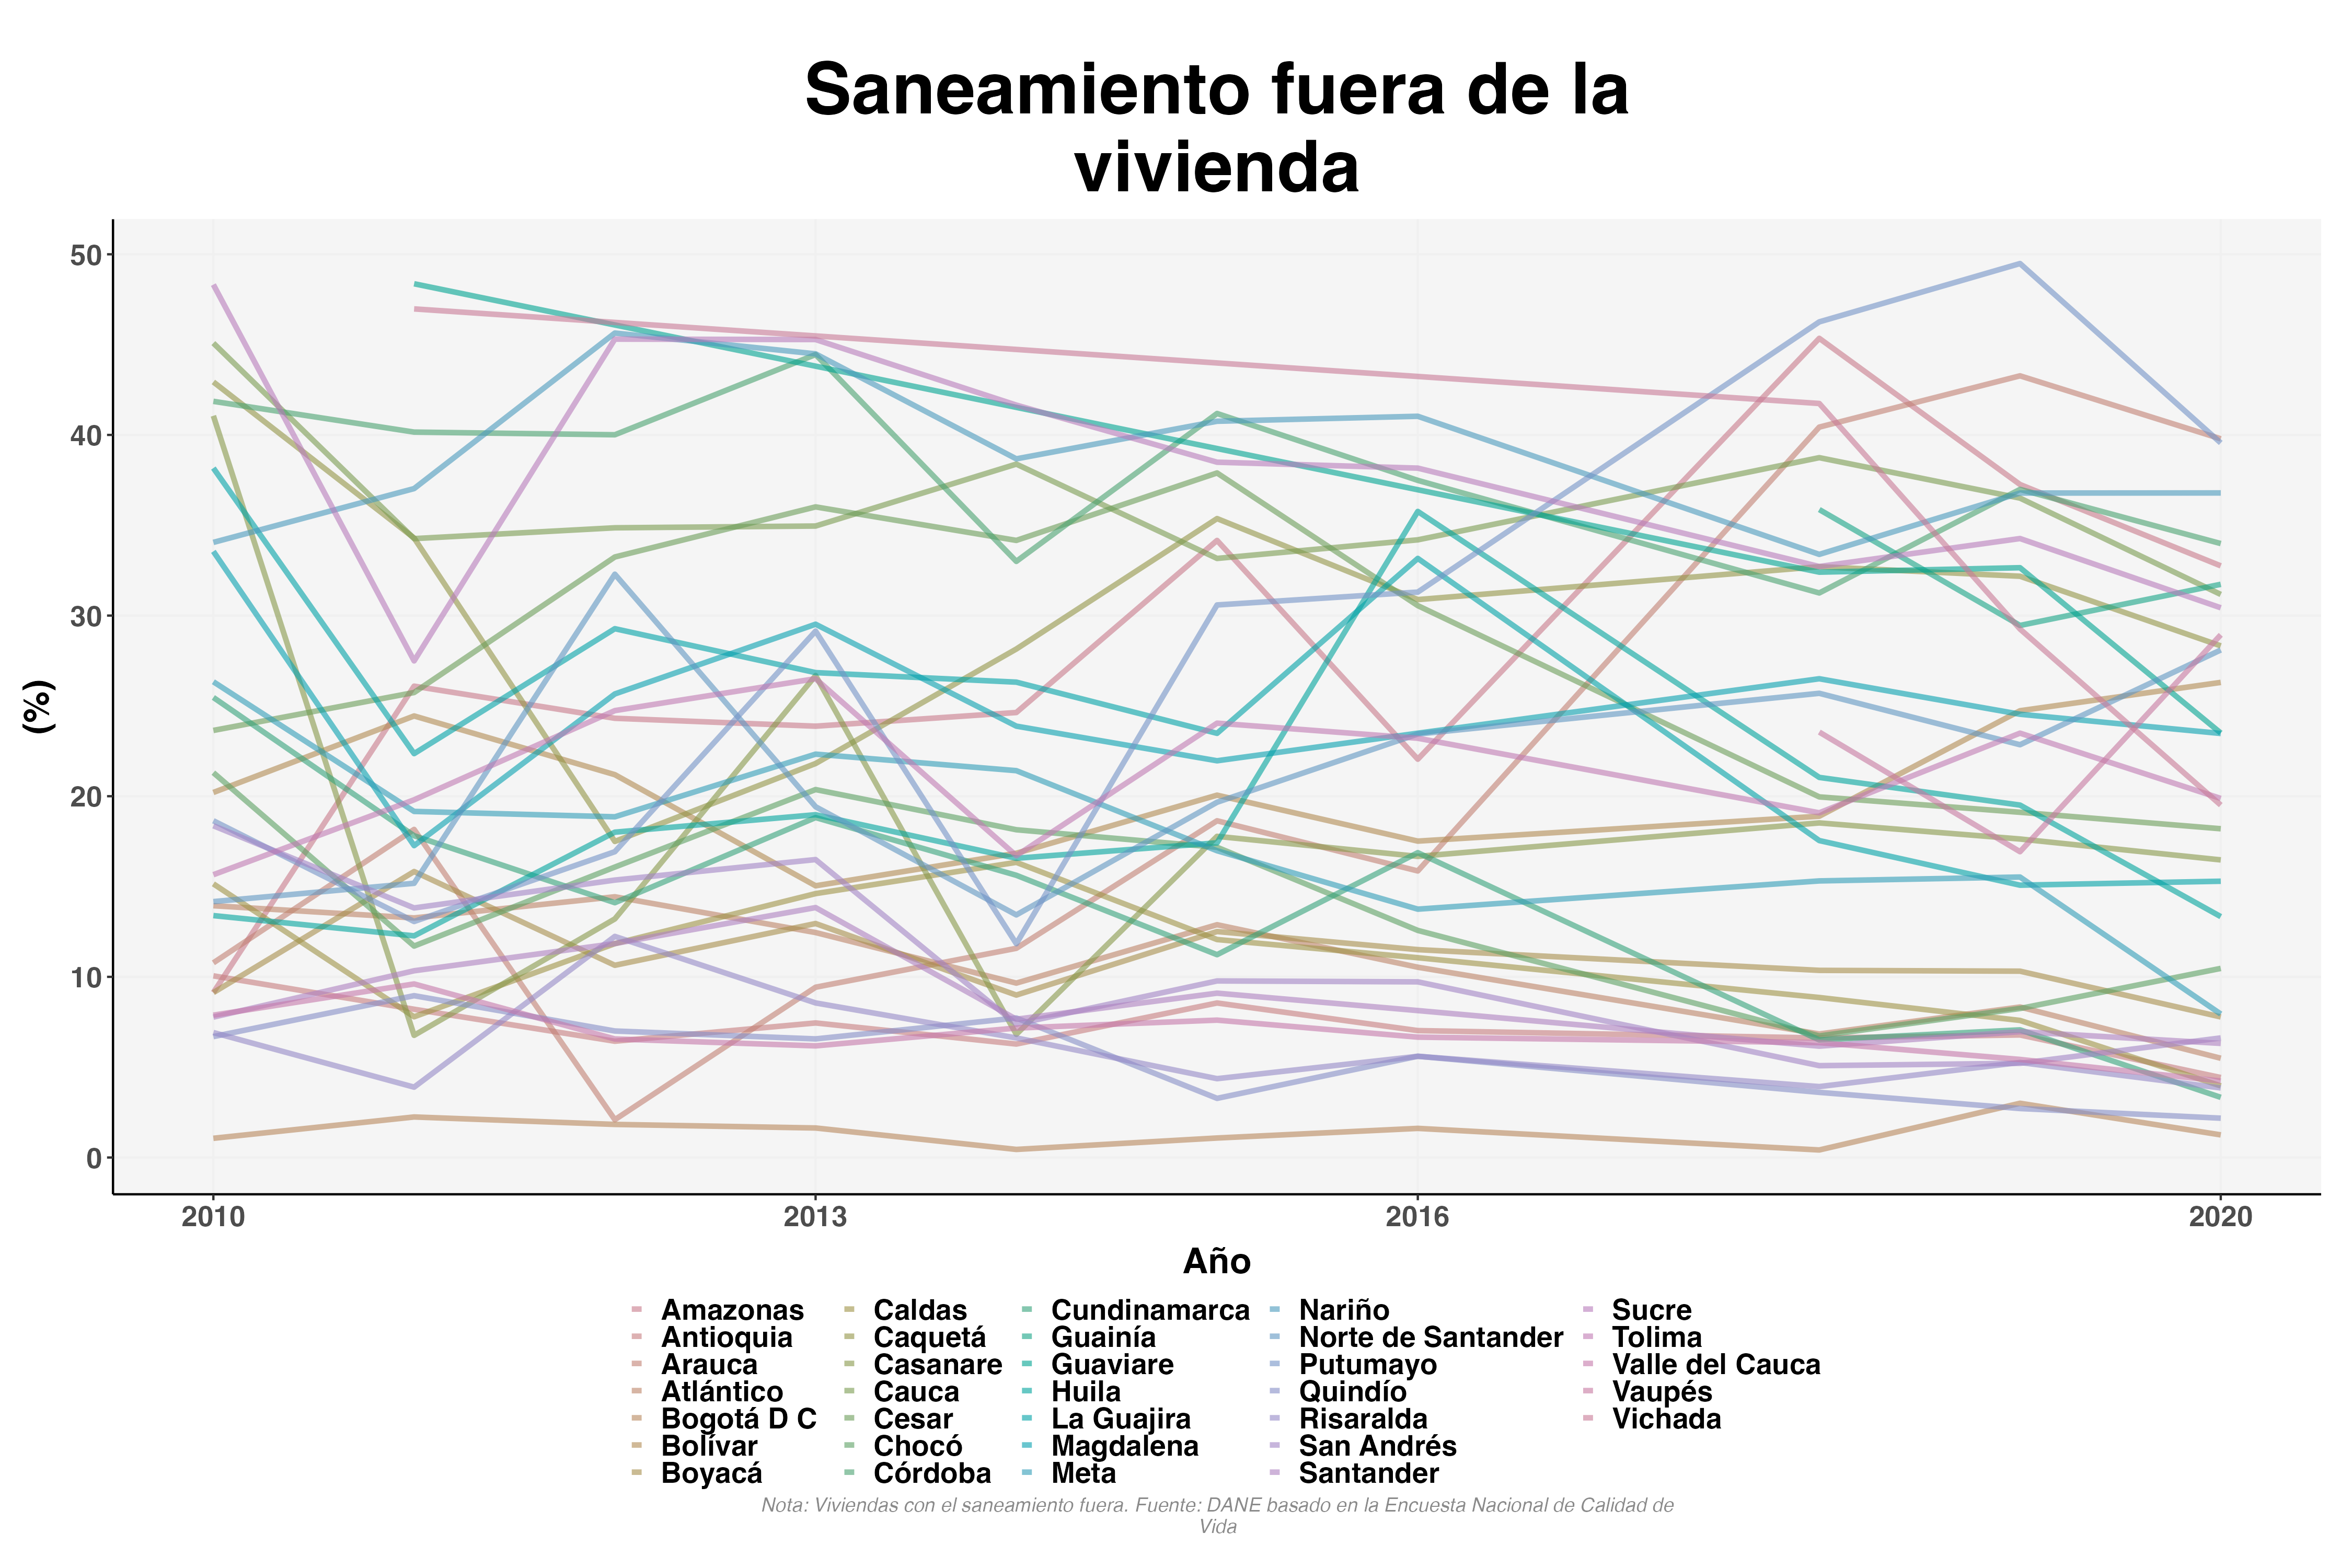 Saneamiento fuera de la
vivienda
50
40
30
20
10
0
(%)
2010 2013 2016 2020
Año
Amazonas Caldas Cundinamarca Nariño Sucre
Antioquia Caquetá Guainía Norte de Santander Tolima
Arauca Casanare Guaviare Putumayo Valle del Cauca
Atlántico Cauca Huila Quindío Vaupés
Bogotá D C Cesar La Guajira Risaralda Vichada
Bolívar Chocó Magdalena San Andrés
Boyacá Córdoba Meta Santander
Nota: Viviendas con el saneamiento fuera. Fuente: DANE basado en la Encuesta Nacional de Calidad de
Vida